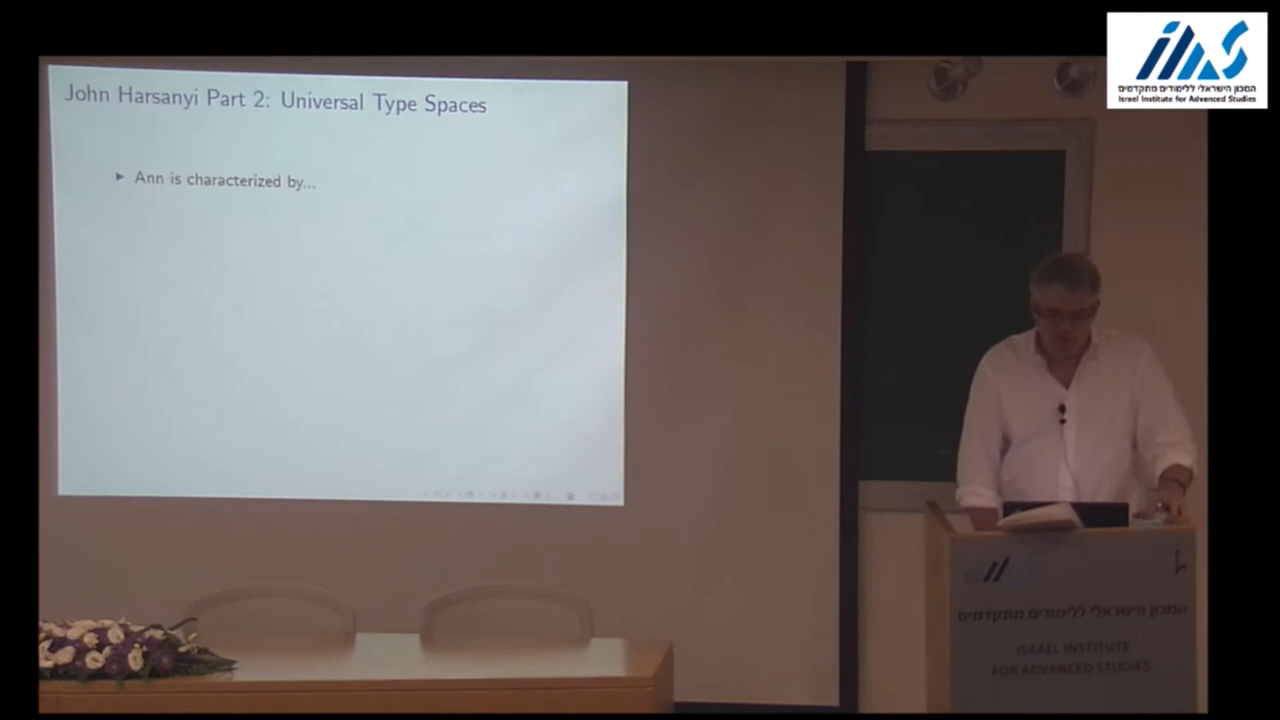 ias
המכון הישראלי ללימודים מתקדמים
Israel Institute for Advanced Studies
John Harsanyi Part 2: Universal Type Spaces
▶ Ann is characterized by...
המכון הישראלי ללימודים מתקדמים
ISRAEL INSTITUTE
FOR ADVANCED STUDIES